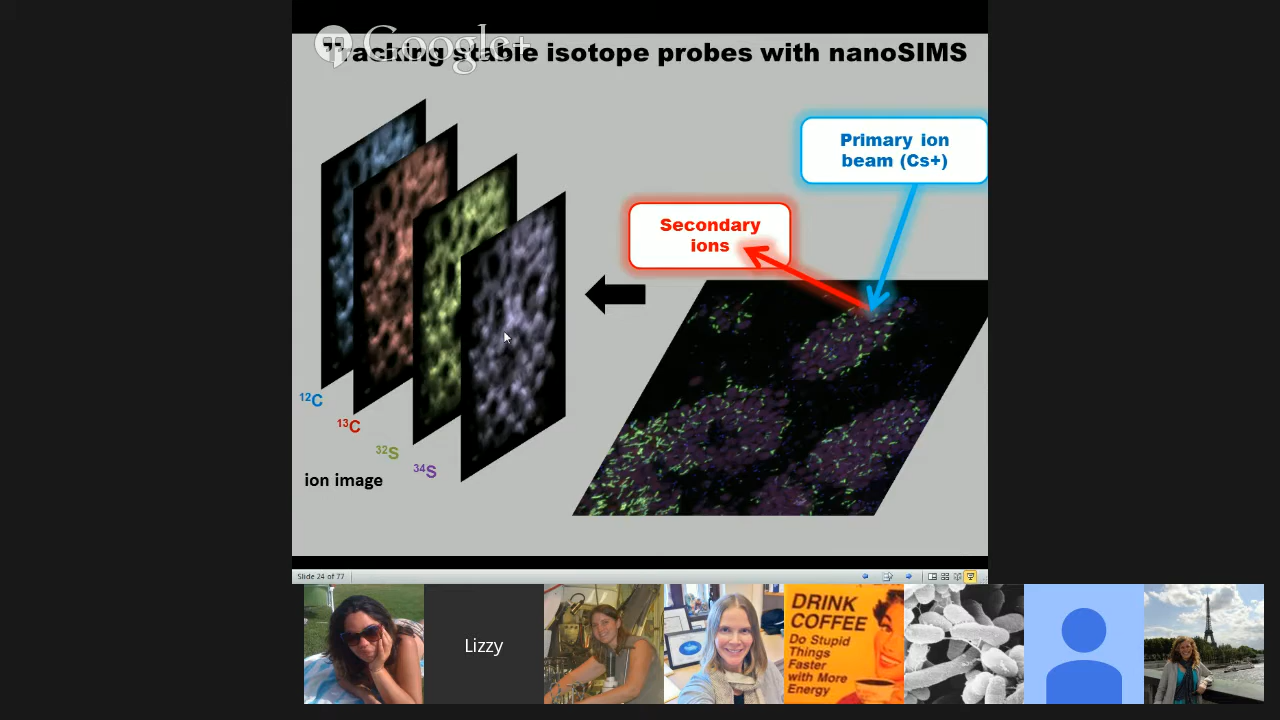 Google+
Tracking stable isotope probes with nanoSIMS
Primary ion
beam (Cs+)
Secondary
ions
12C
13C
32S
34S
ion image
Slide 24 of 77
Lizzy
DRINK
COFFEE
Do Stupid
Things
Faster
with More
Energy